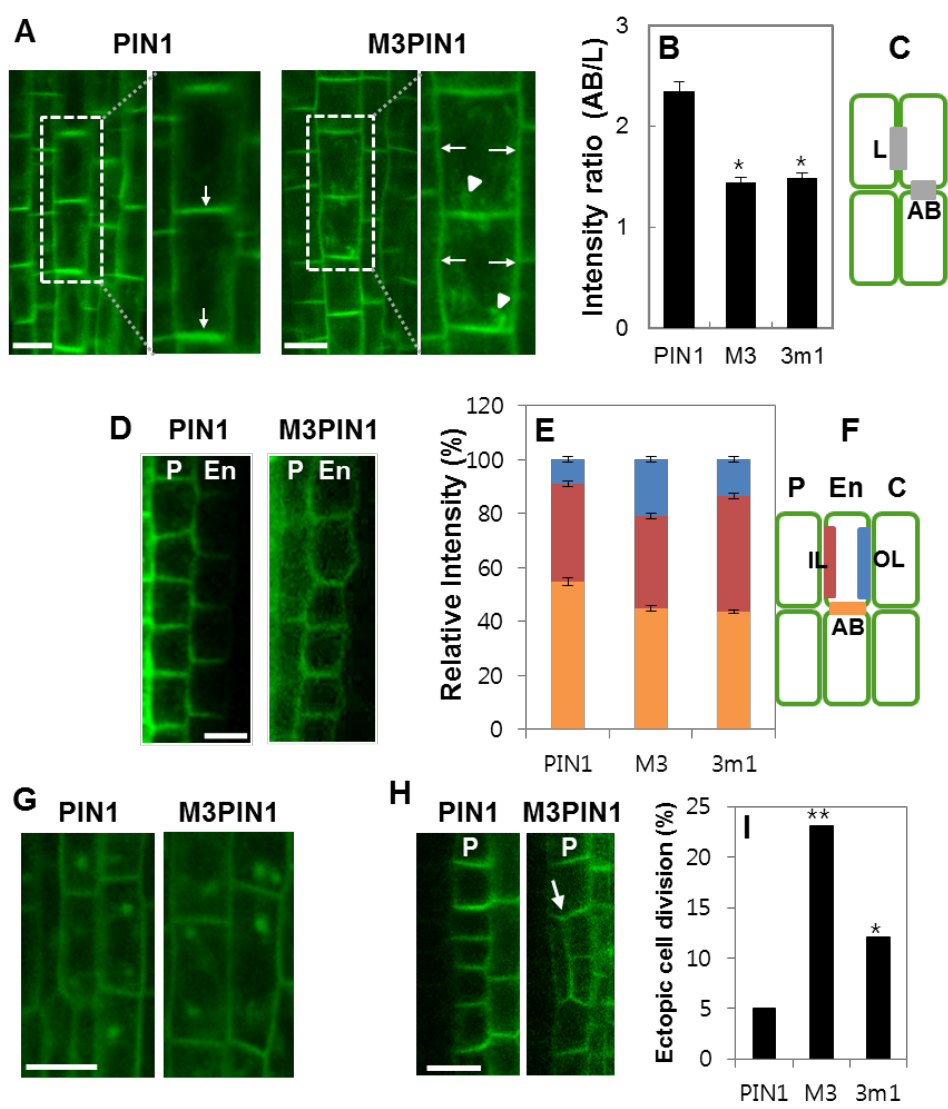 A
PIN1
M3PIN1
B
Intensity ratio (AB/L)
3
2
1
0
*
*
PIN1 M3 3m1
C
L
AB
D
PIN1
M3PIN1
P En
P En
E
Relative Intensity (%)
120
100
80
60
40
20
0
PIN1 M3 3m1
F
P En C
IL
OL
AB
G
PIN1
M3PIN1
H
PIN1
M3PIN1
P
P
I
Ectopic cell division (%)
25
20
15
10
5
0
**
*
PIN1 M3 3m1